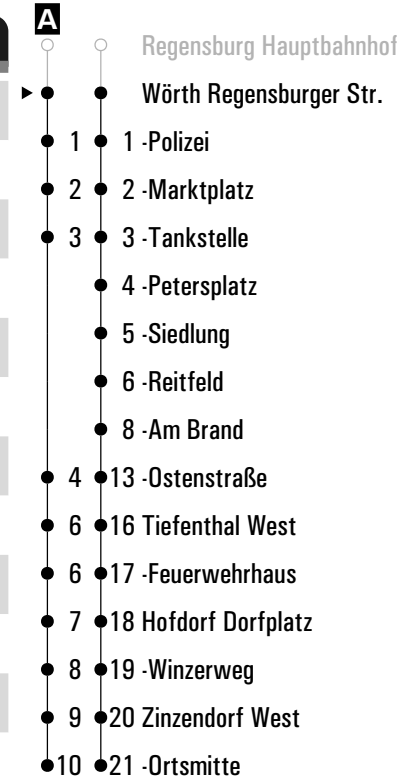 A
Regensburg Hauptbahnhof
Wörth Regensburger Str.
1 1 -Polizei
2 2 -Marktplatz
3 3 -Tankstelle
4 -Petersplatz
5 -Siedlung
6 -Reitfeld
8 -Am Brand
4 13 -Ostenstraße
6 16 Tiefenthal West
6 17 -Feuerwehrhaus
7 18 Hofdorf Dorfplatz
8 19 -Winzerweg
9 20 Zinzendorf West
10 21 -Ortsmitte